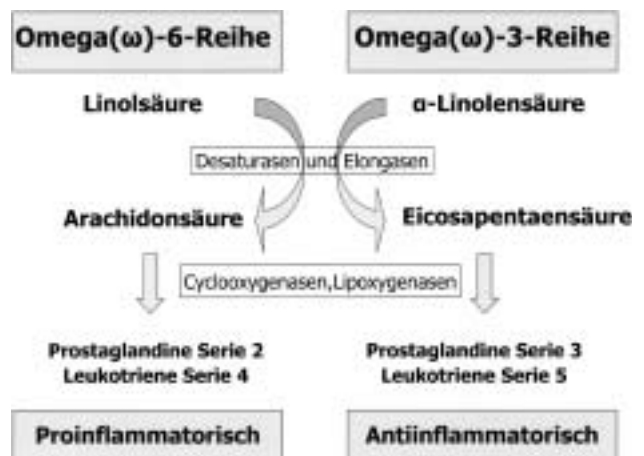 Omega(ω)-6-Reihe
Omega(ω)-3-Reihe
Linolsäure
α-Linolensäure
Desaturasen und Elongasen
Arachidonsäure
Eicosapentaensäure
Cyclooxygenasen,Lipoxygenasen
Prostaglandine Serie 2
Leukotriene Serie 4
Prostaglandine Serie 3
Leukotriene Serie 5
Proinflammatorisch
Antiinflammatorisch